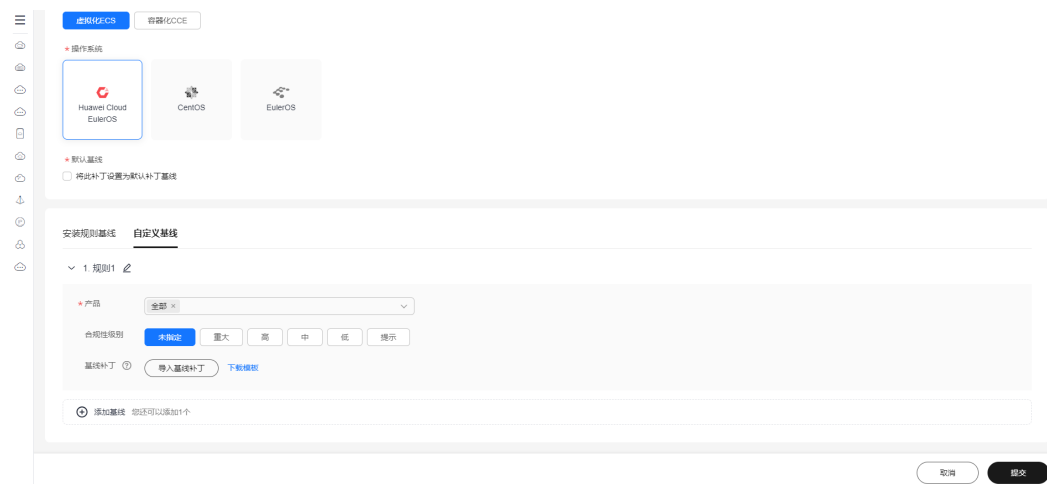 虚拟化ECS 容器化CCE
* 操作系统
Huawei Cloud EulerOS CentOS EulerOS
* 默认基线
将此补丁设置为默认补丁基线
安装规则基线 自定义基线
1. 规则1
* 产品 全部 ×
合规性级别 未指定 重大 高 中 低 提示
基线补丁 ? 导入基线补丁 下载模板
添加基线 您还可以添加1个
取消 提交